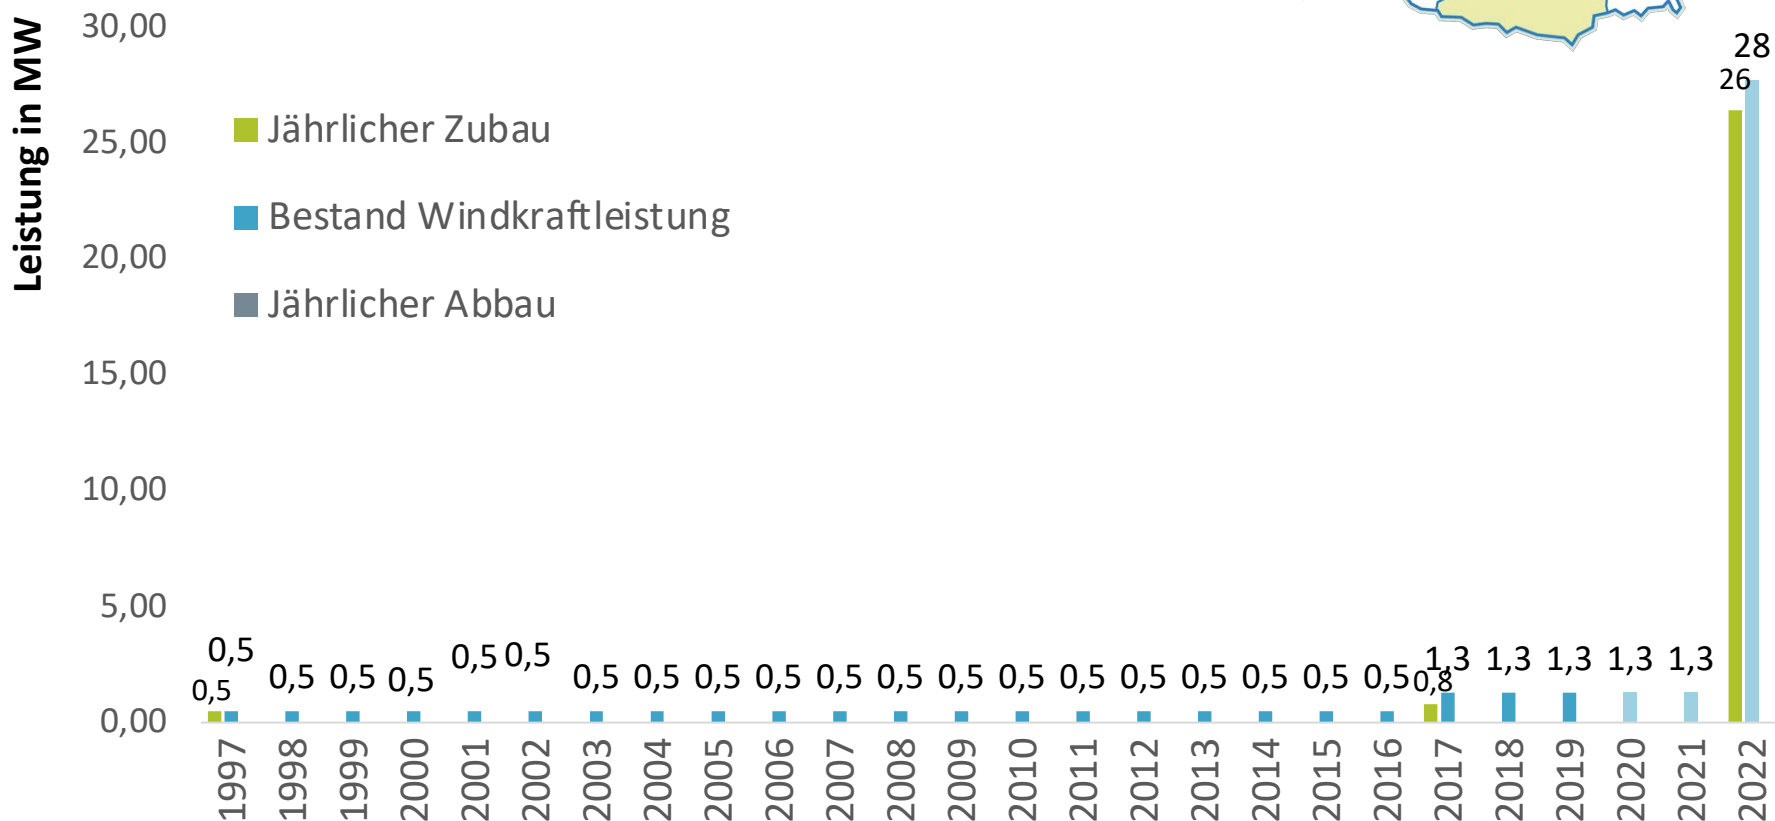 Leistung in MW
30,00
25,00
20,00
15,00
10,00
5,00
0,00
Jährlicher Zubau
Bestand Windkraftleistung
Jährlicher Abbau
28
26
0,5
0,5 0,5 0,5 0,5 0,5 0,5 0,5 0,5 0,5 0,5 0,5 0,5 0,5 0,5 0,5 0,5 0,5 0,5 0,5 0,5 1,3 1,3 1,3 1,3 1,3
0,8
1997 1998 1999 2000 2001 2002 2003 2004 2005 2006 2007 2008 2009 2010 2011 2012 2013 2014 2015 2016 2017 2018 2019 2020 2021 2022